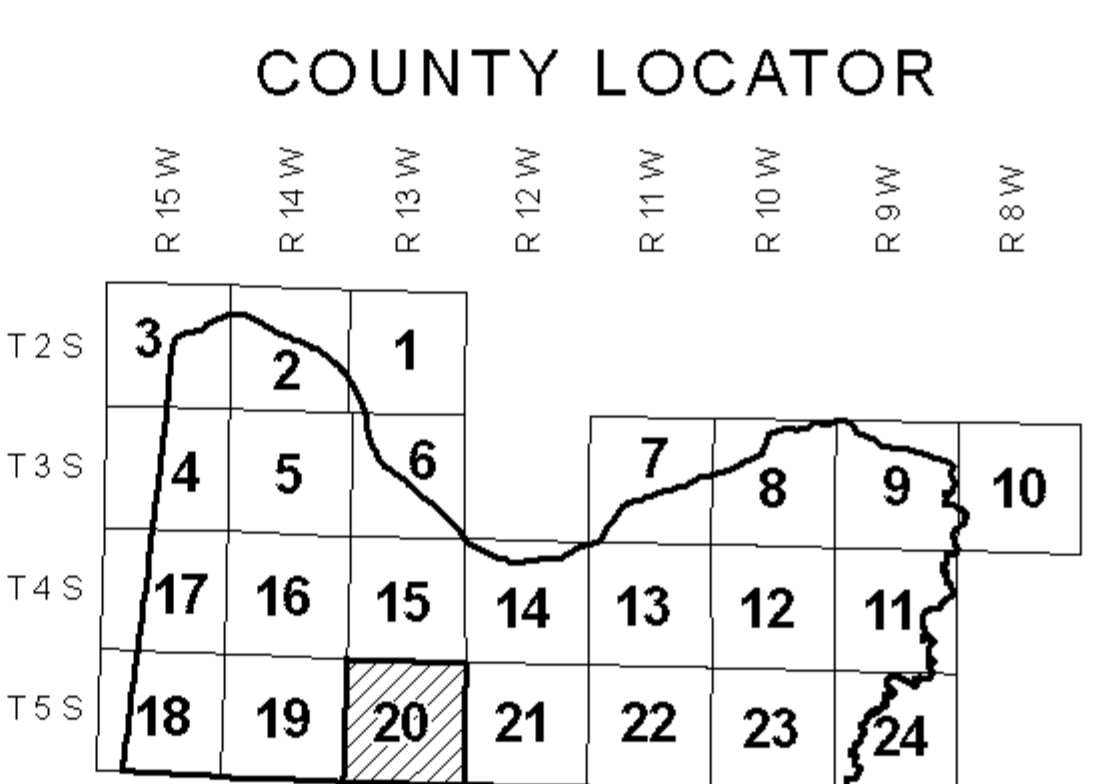 COUNTY LOCATOR
R 15 W R 14 W R 13 W R 12 W R 11 W R 10 W R 9 W R 8 W
T 2 S 3 2 1
T 3 S 4 5 6 7 8 9 10
T 4 S 17 16 15 14 13 12 11
T 5 S 18 19 20 21 22 23 24